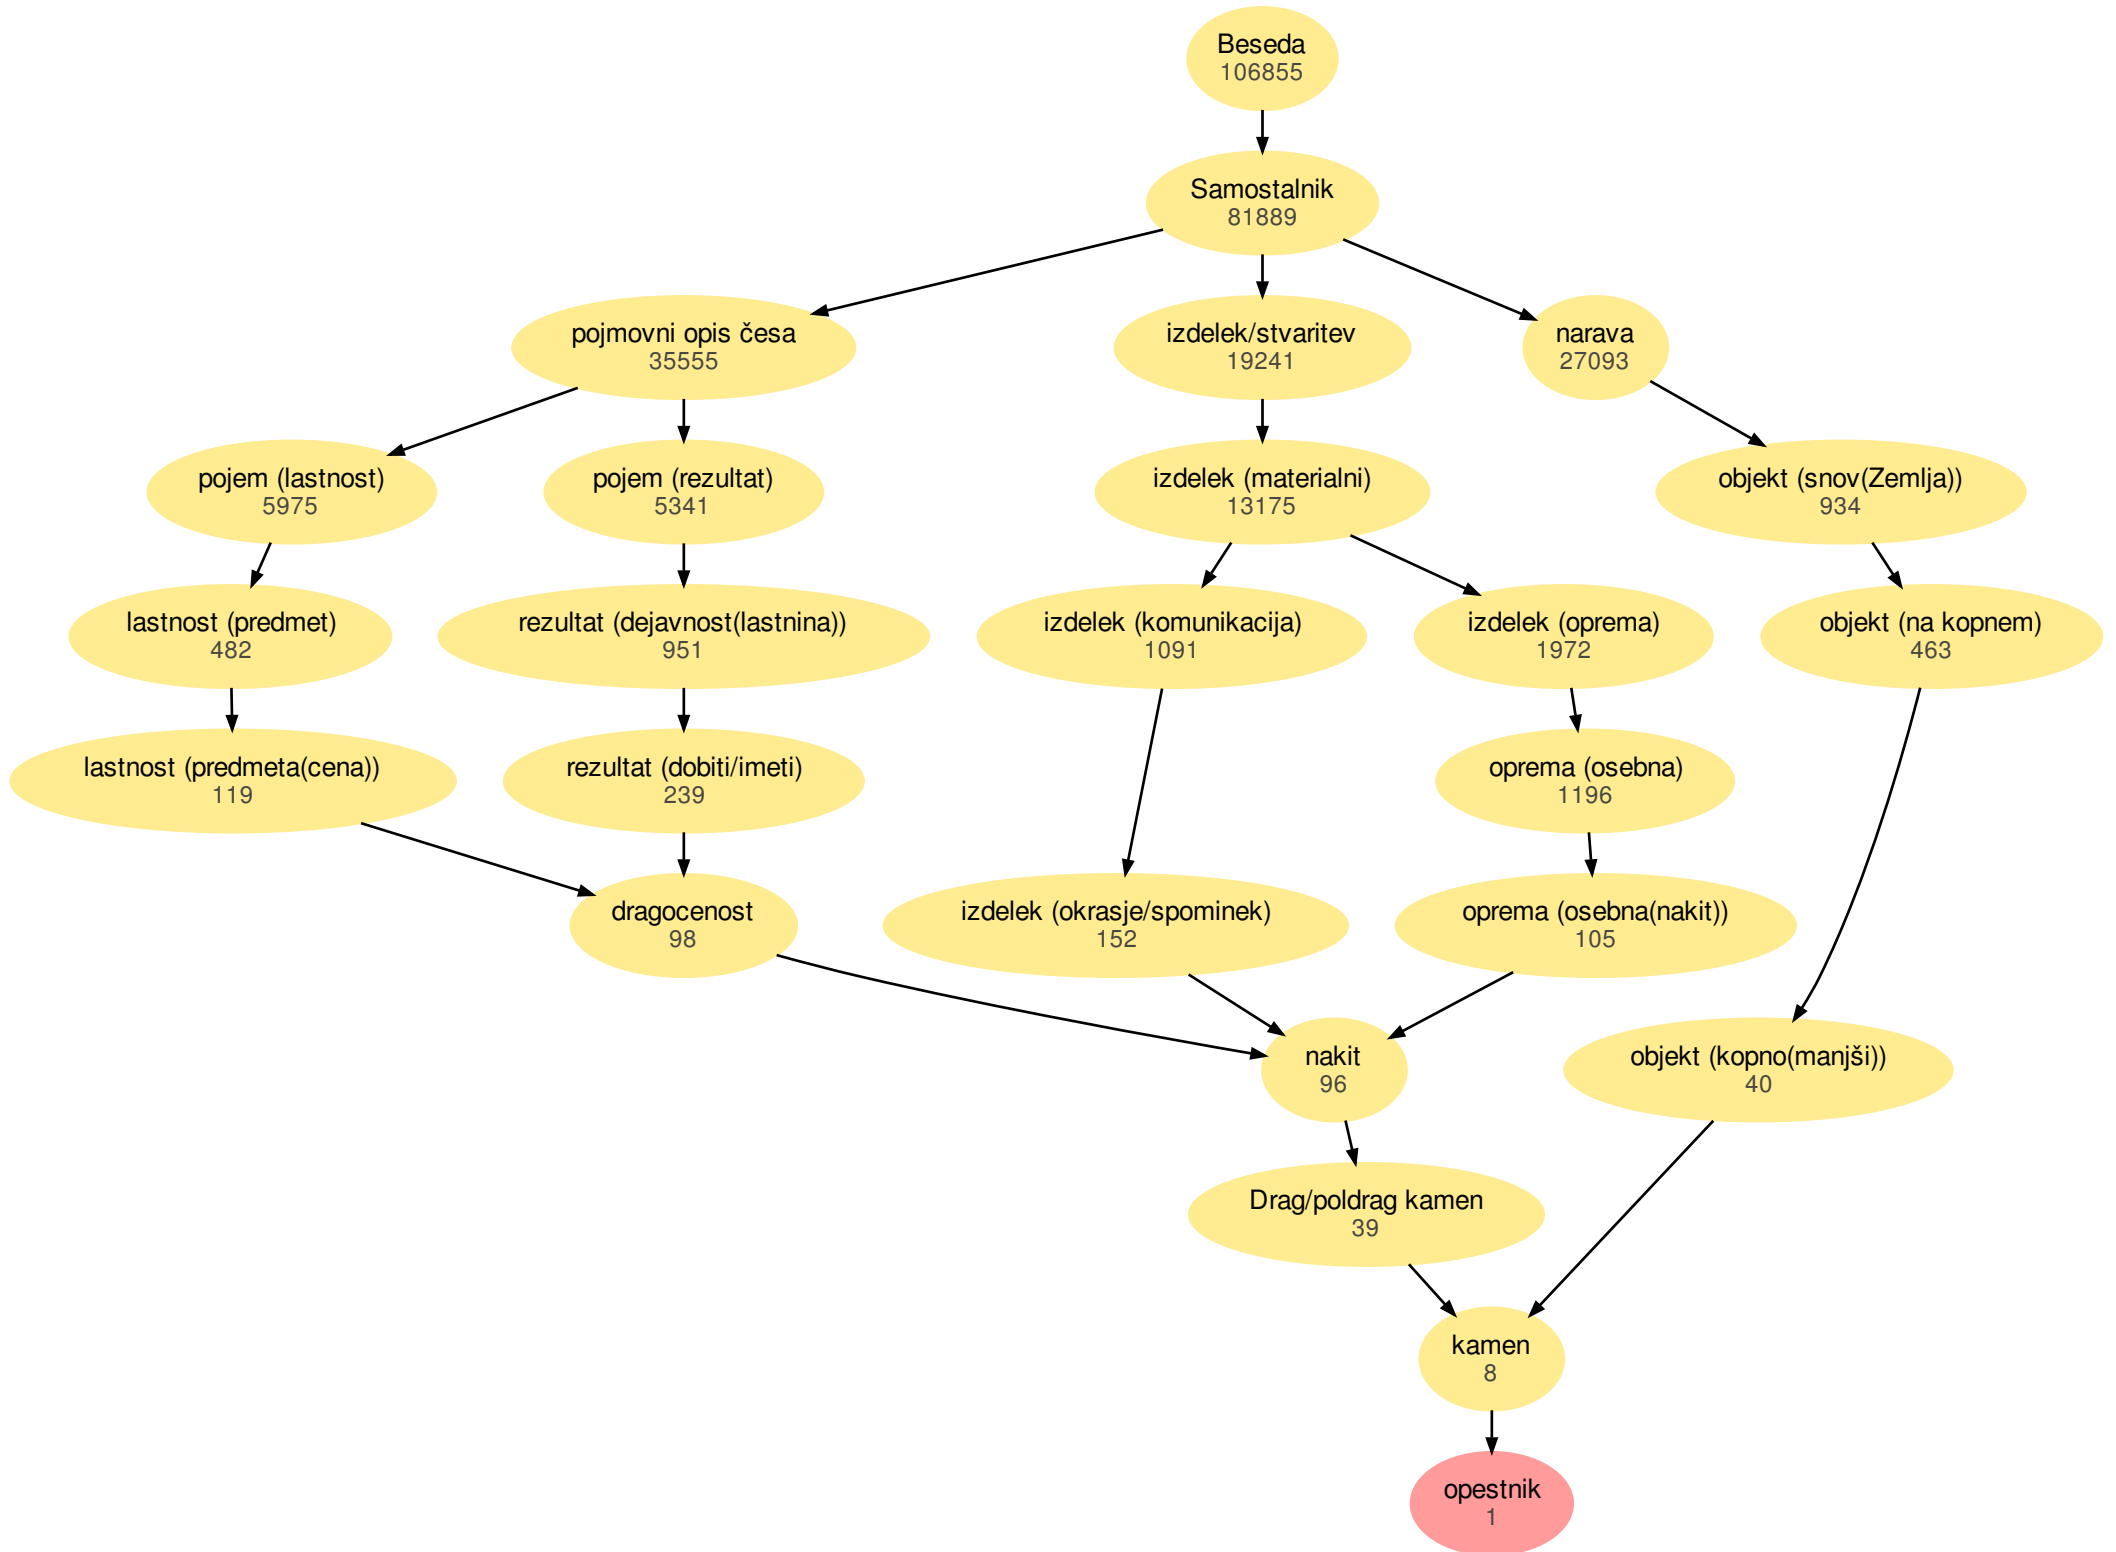 Beseda
106855
Samostalnik
81889
pojmovni opis česa
35555
izdelek/stvaritev
19241
narava
27093
pojem (lastnost)
5975
pojem (rezultat)
5341
izdelek (materialni)
13175
objekt (snov(Zemlja))
934
lastnost (predmet)
482
rezultat (dejavnost(lastnina))
951
izdelek (komunikacija)
1091
izdelek (oprema)
1972
objekt (na kopnem)
463
lastnost (predmeta(cena))
119
rezultat (dobiti/imeti)
239
oprema (osebna)
1196
dragocenost
98
izdelek (okrasje/spominek)
152
oprema (osebna(nakit))
105
nakit
96
objekt (kopno(manjši))
40
Drag/poldrag kamen
39
kamen
8
opestnik
1